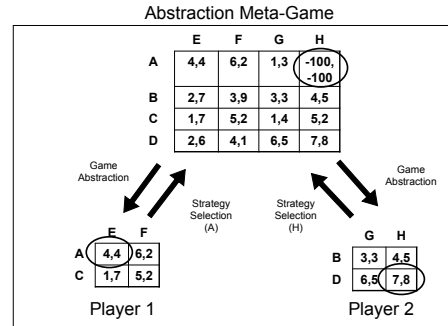 Abstraction Meta-Game
E F G H
A 4,4 6,2 1,3 -100,
-100
B 2,7 3,9 3,3 4,5
C 1,7 5,2 1,4 5,2
D 2,6 4,1 6,5 7,8
Game
Abstraction
Strategy
Selection
(A)
Strategy
Selection
(H)
Game
Abstraction
E F
A 4,4 6,2
C 1,7 5,2
Player 1
G H
B 3,3 4,5
D 6,5 7,8
Player 2